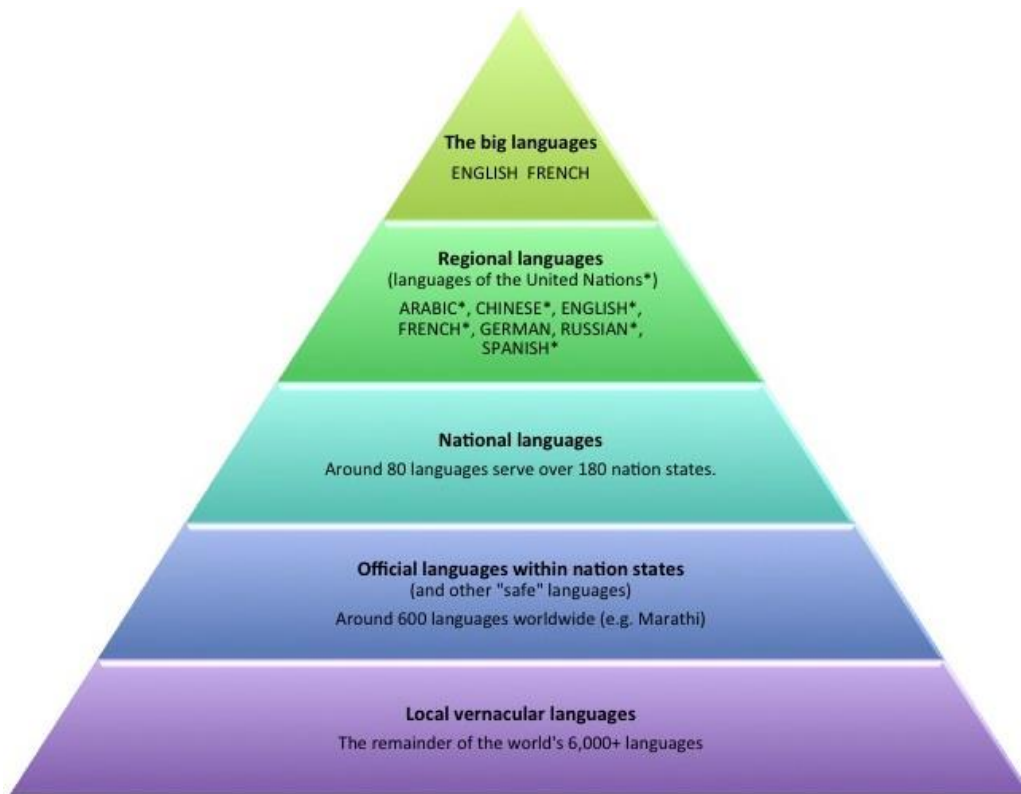 The big languages
ENGLISH FRENCH
Regional languages
(languages of the United Nations*)
ARABIC*, CHINESE*, ENGLISH*,
FRENCH*, GERMAN, RUSSIAN*,
SPANISH*
National languages
Around 80 languages serve over 180 nation states.
Official languages within nation states
(and other "safe" languages)
Around 600 languages worldwide (e.g. Marathi)
Local vernacular languages
The remainder of the world's 6,000+ languages